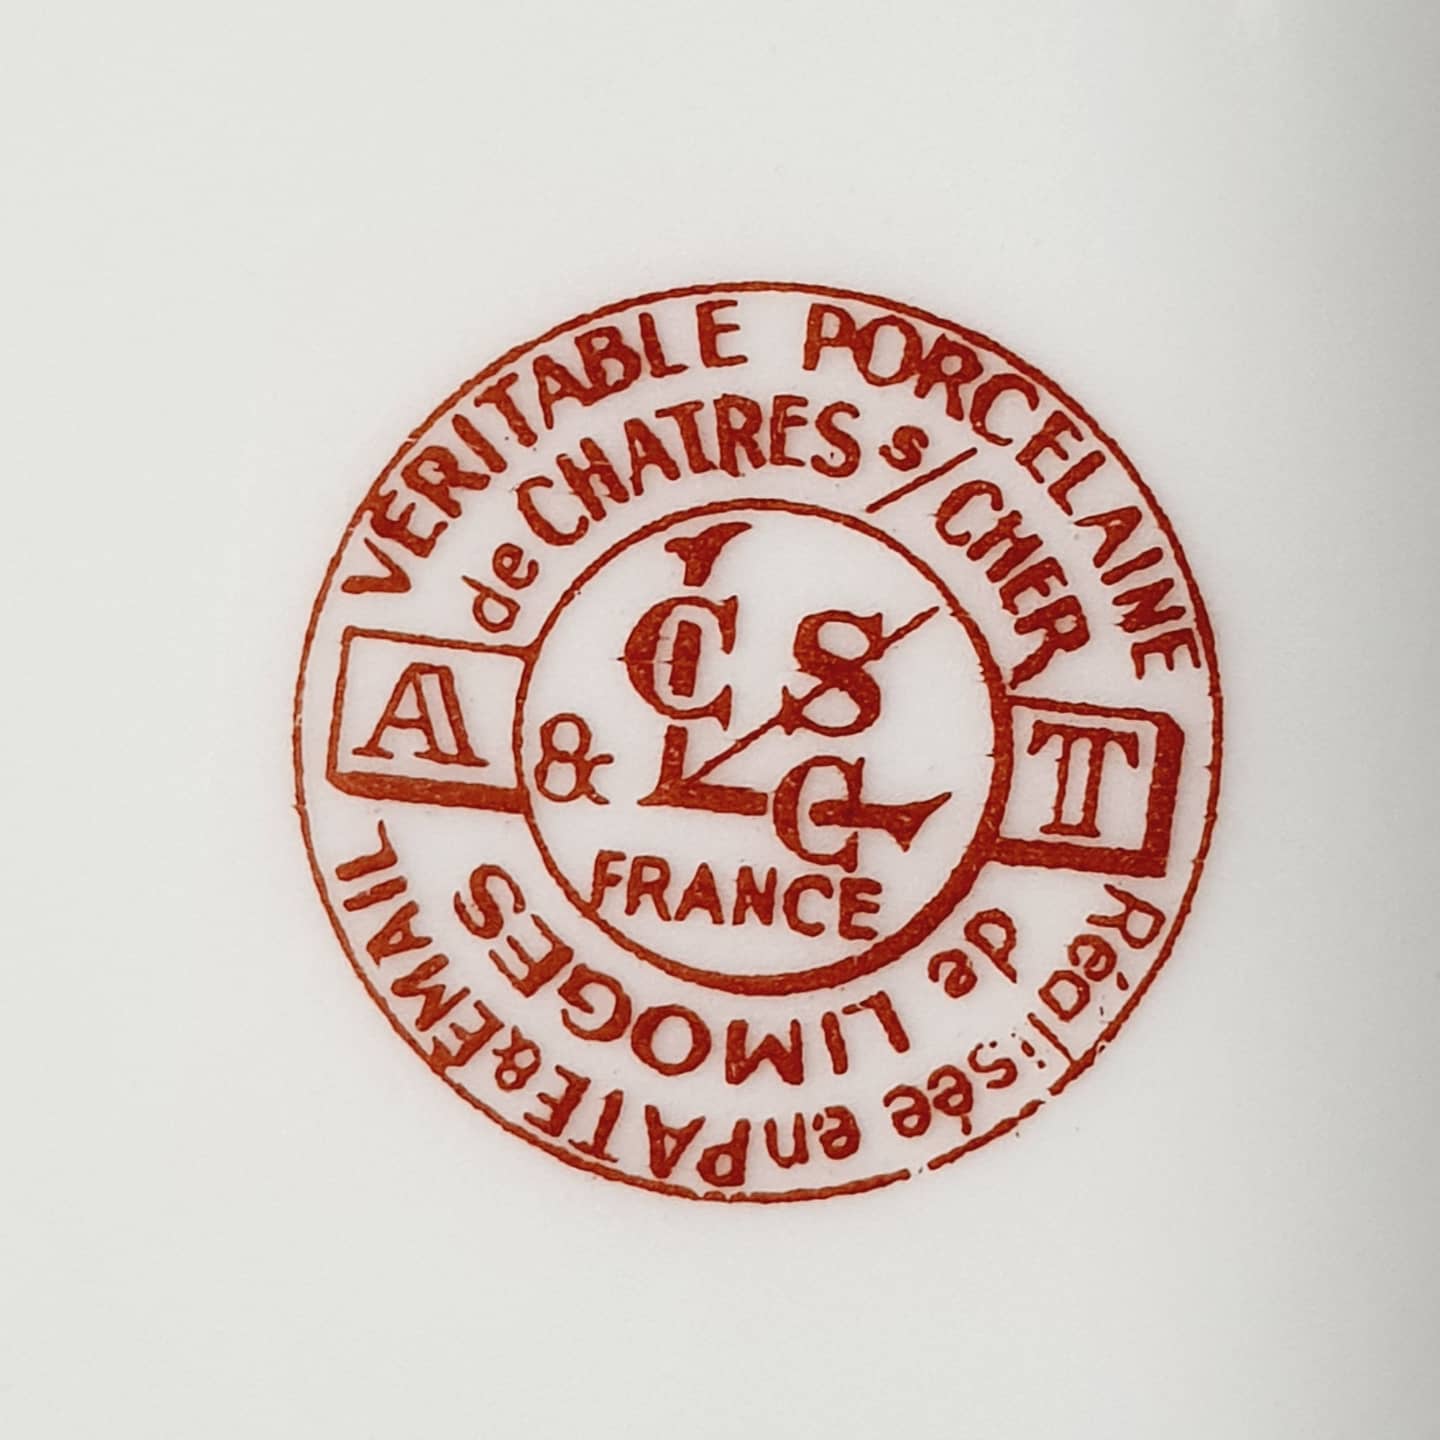 VERITABLE PORCELAINE
de CHATRES s/CHER
A
T
&
C S
L C
FRANCE
de LIMOGES
Réalisée en PATE & EMAIL